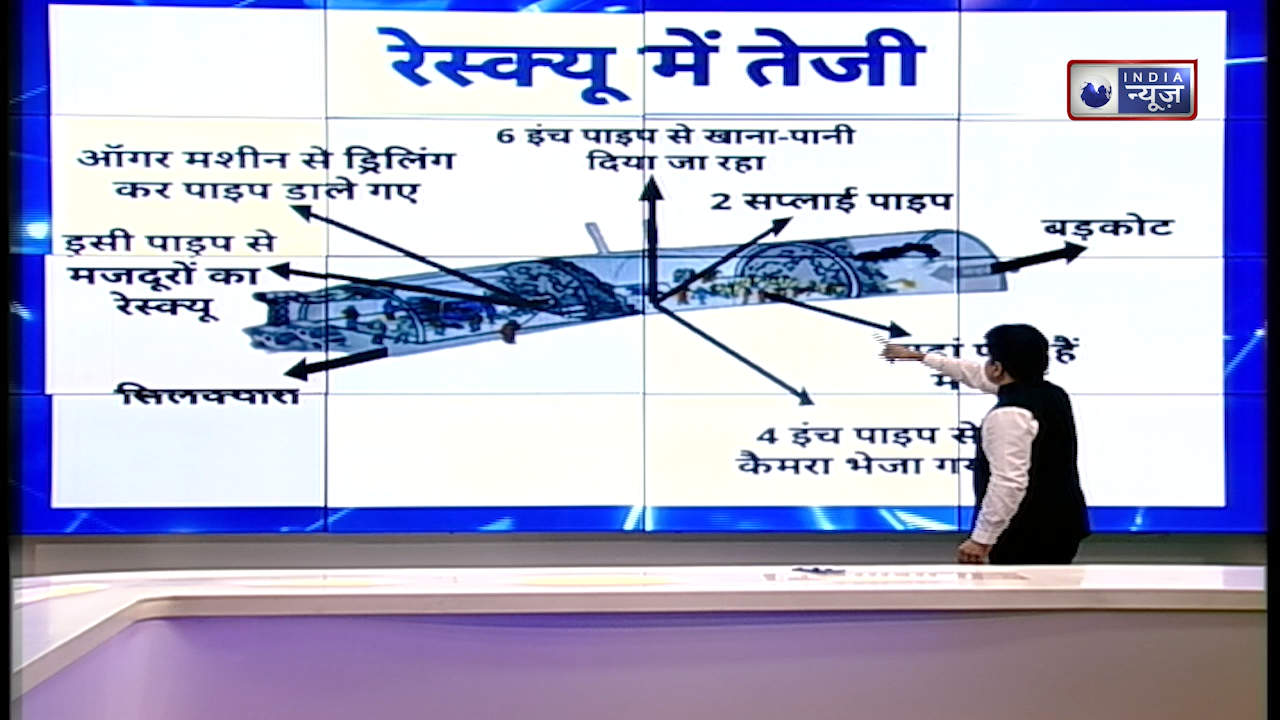 रेस्क्यू में तेजी
INDIA
न्यूज़
6 इंच पाइप से खाना-पानी
दिया जा रहा
ऑगर मशीन से ड्रिलिंग
कर पाइप डाले गए
2 सप्लाई पाइप
बड़कोट
इसी पाइप से
मजदूरों का
रेस्क्यू
सिलक्यारा
हैं
4 इंच पाइप से
कैमरा भेजा